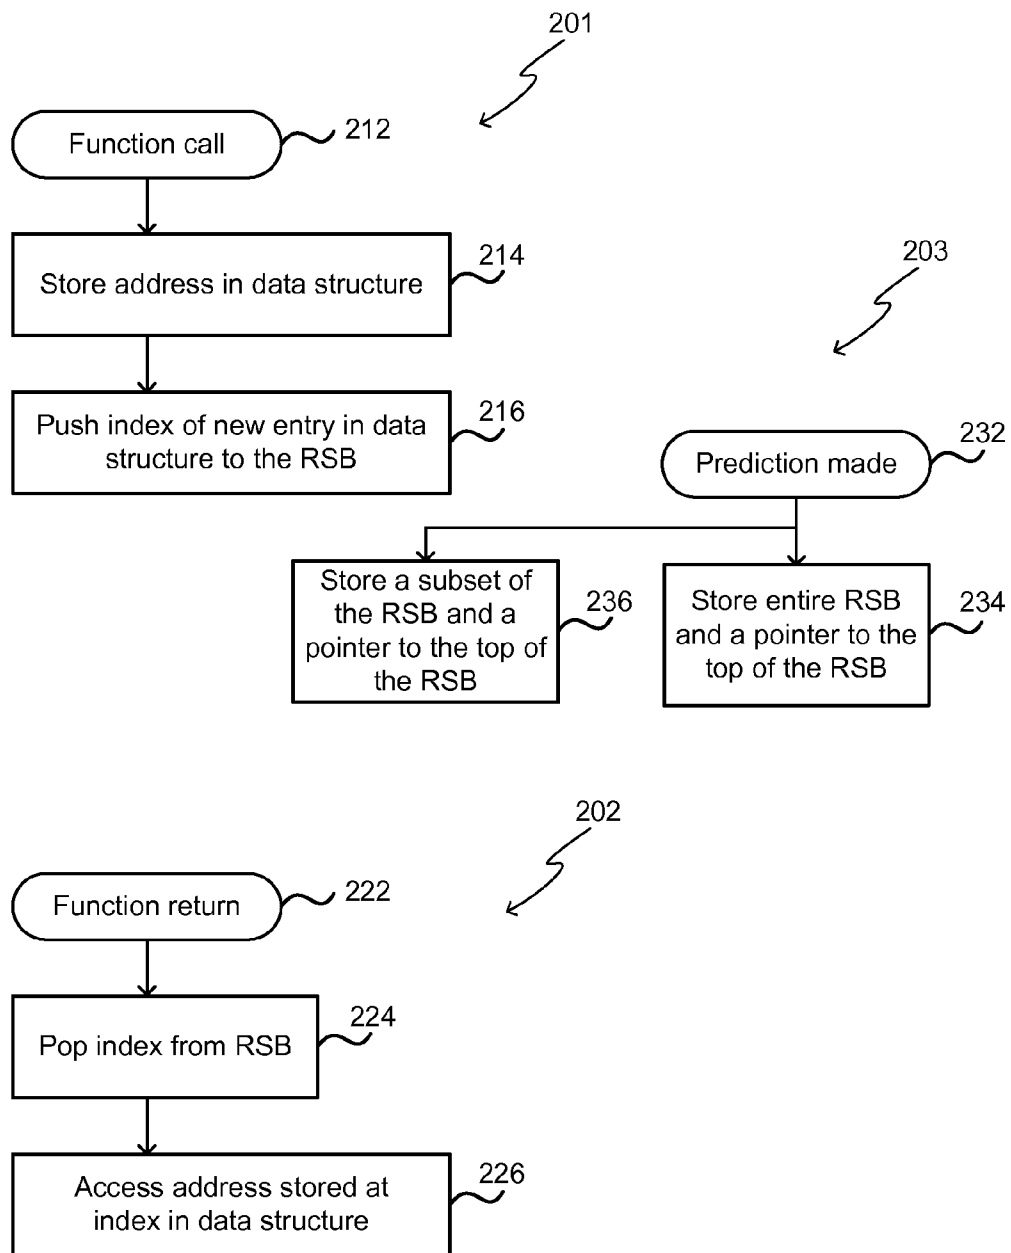 201
Function call
212
Store address in data structure
214
Push index of new entry in data
structure to the RSB
216
203
Prediction made
232
Store a subset of
the RSB and a
pointer to the top of
the RSB
236
Store entire RSB
and a pointer to the
top of the RSB
234
202
Function return
222
Pop index from RSB
224
Access address stored at
index in data structure
226